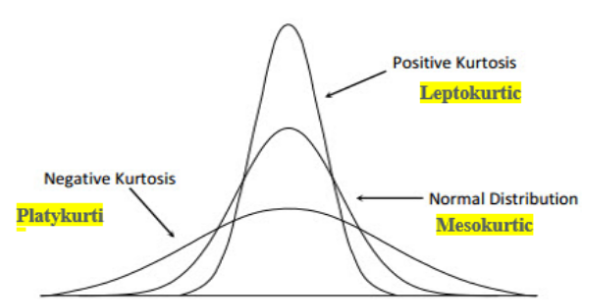 Positive Kurtosis
Leptokurtic
Negative Kurtosis
Platykurti
Normal Distribution
Mesokurtic